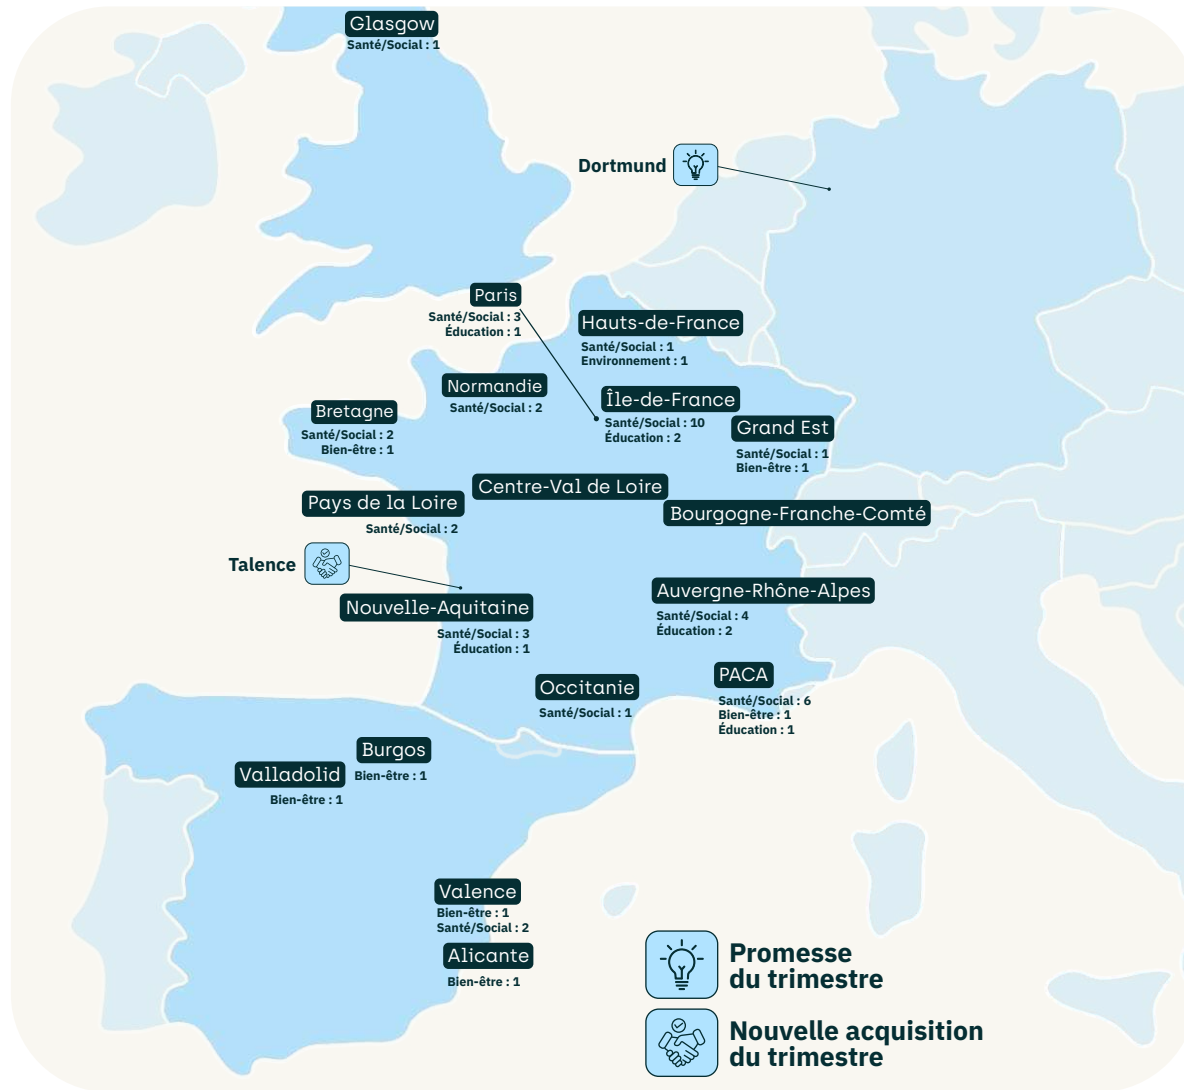 Glasgow
Santé/Social : 1
Dortmund
Paris
Santé/Social : 3
Éducation : 1
Hauts-de-France
Santé/Social : 1
Environnement : 1
Normandie
Santé/Social : 2
Île-de-France
Santé/Social : 10
Éducation : 2
Bretagne
Santé/Social : 2
Bien-être : 1
Grand Est
Santé/Social : 1
Bien-être : 1
Centre-Val de Loire
Pays de la Loire
Santé/Social : 2
Bourgogne-Franche-Comté
Talence
Nouvelle-Aquitaine
Santé/Social : 3
Éducation : 1
Auvergne-Rhône-Alpes
Santé/Social : 4
Éducation : 2
Occitanie
Santé/Social : 1
PACA
Santé/Social : 6
Bien-être : 1
Éducation : 1
Burgos
Bien-être : 1
Valladolid
Bien-être : 1
Valence
Bien-être : 1
Santé/Social : 2
Alicante
Bien-être : 1
Promesse
du trimestre
Nouvelle acquisition
du trimestre